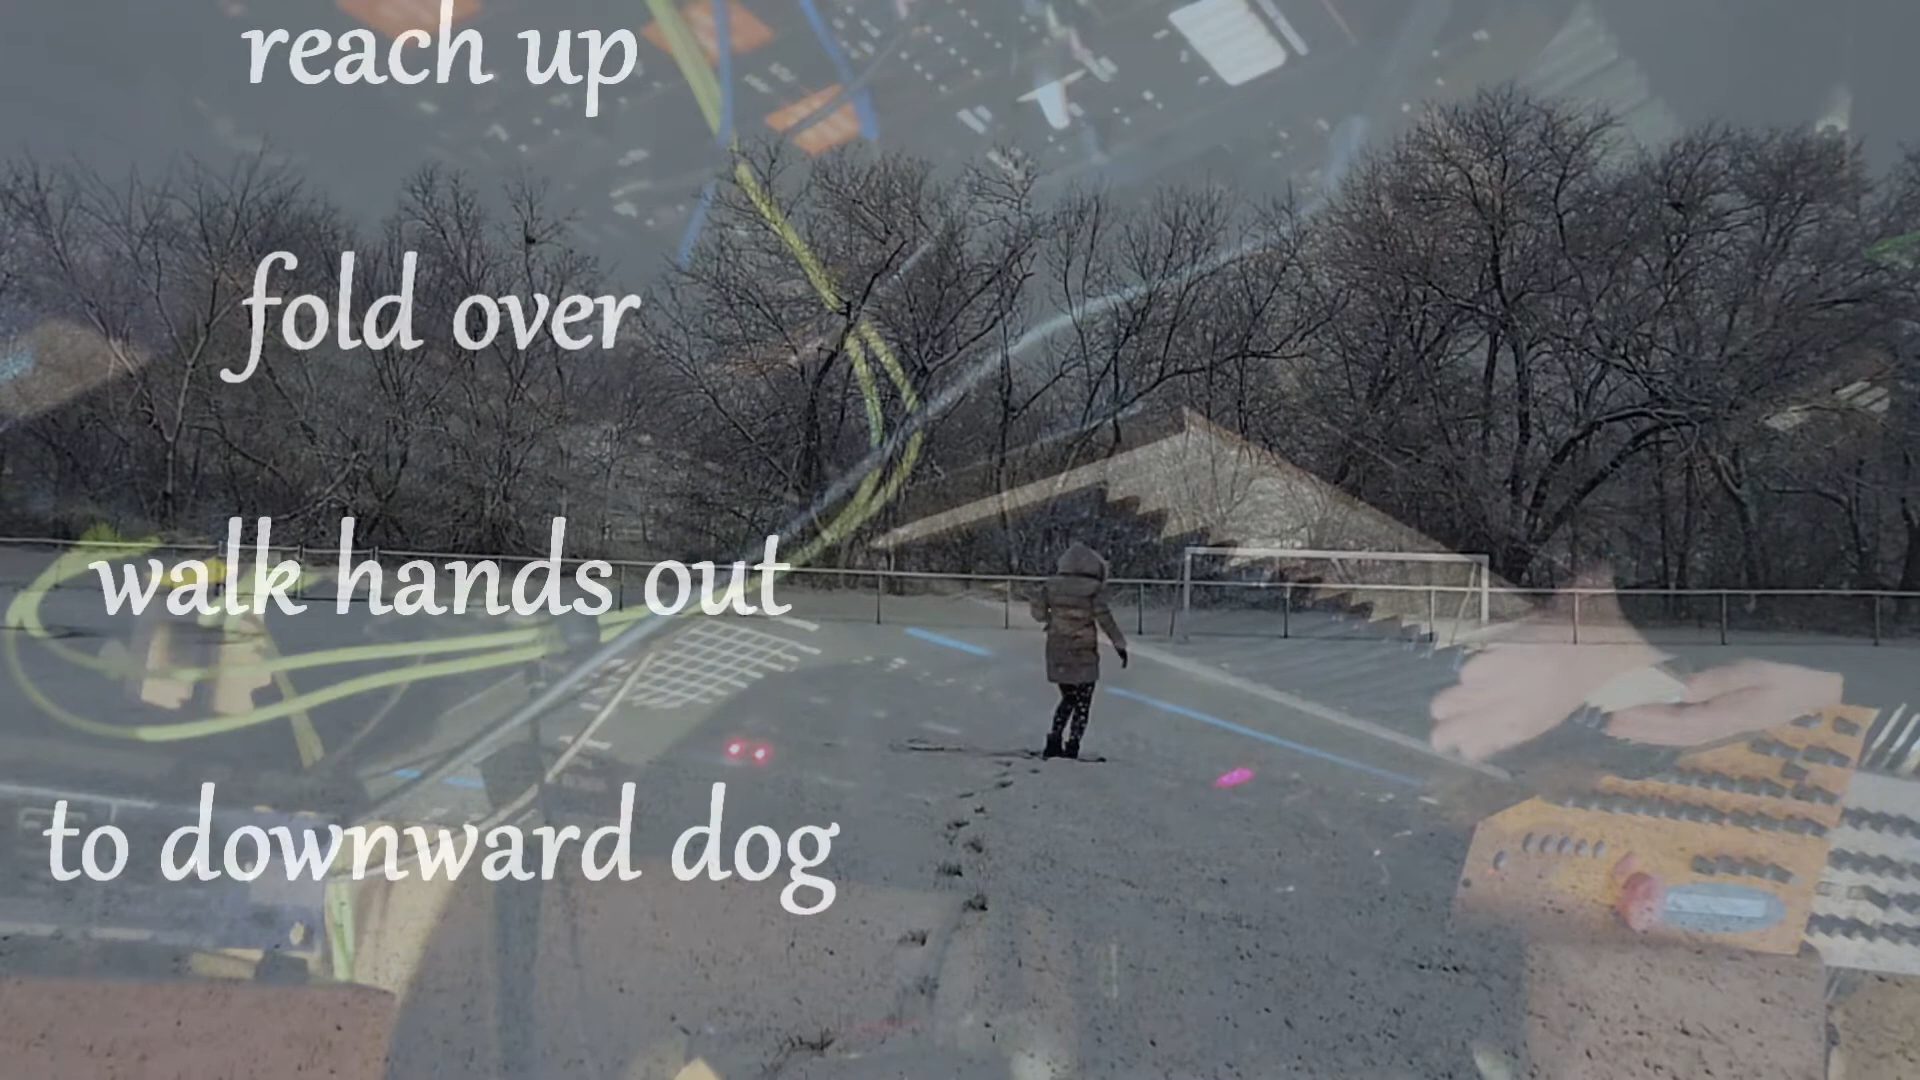 reach up
fold over
walk hands out
to downward dog